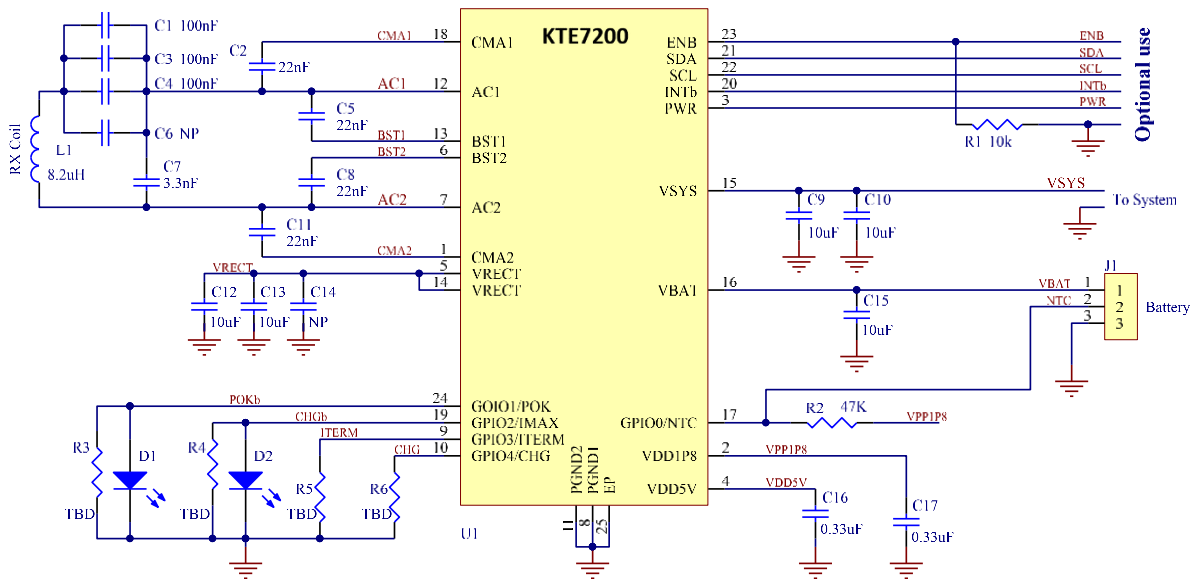 KTE7200
C1 100nF
C3 100nF
C4 100nF
C6 NP
RX Coil
L1
8.2uH
C7
3.3nF
C2
22nF
C5
22nF
C8
22nF
C11
22nF
CMA1 18 CMA1
AC1 12 AC1
BST1 13 BST1
BST2 6 BST2
AC2 7 AC2
CMA2 1 CMA2
VRECT 5 VRECT
14 VRECT
C12
10uF
C13
10uF
C14
NP
POKb 24 GOIO1/POK
CHGb 19 GPIO2/IMAX
ITERM 9 GPIO3/ITERM
CHG 10 GPIO4/CHG
R3
TBD
D1
R4
TBD
D2
R5
TBD
R6
TBD
U1
PGND2
PGND1
EP
11
8
25
ENB 23 ENB
SDA 21 SDA
SCL 22 SCL
INTb 20 INTb
PWR 3 PWR
R1 10k
Optional use
VSYS 15 VSYS
To System
C9
10uF
C10
10uF
VBAT 16 VBAT 1 1
NTC 2 2
3 3
J1
Battery
C15
10uF
GPIO0/NTC 17 R2 47K VPP1P8
VDD1P8 2 VPP1P8
VDD5V 4 VDD5V
C16
0.33uF
C17
0.33uF